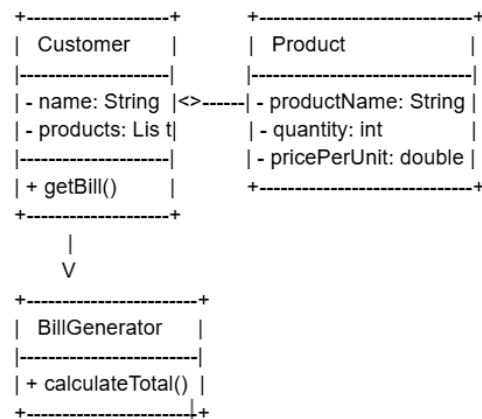 Customer
Product
- name: String
- productName: String
- products: Lis t
- quantity: int
- pricePerUnit: double
+ getBill()
V
BillGenerator
+ calculateTotal()